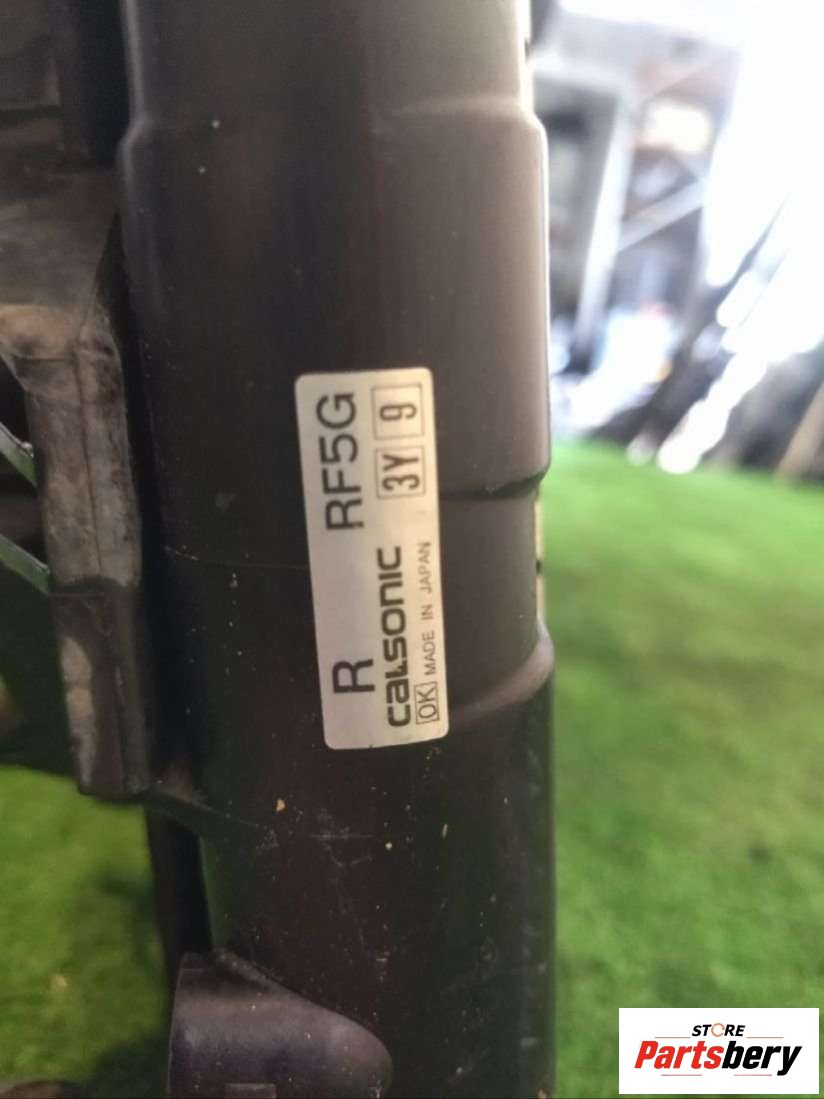 R RF5G
calsonic 3Y 9
OK MADE IN JAPAN
STORE
Partsbery